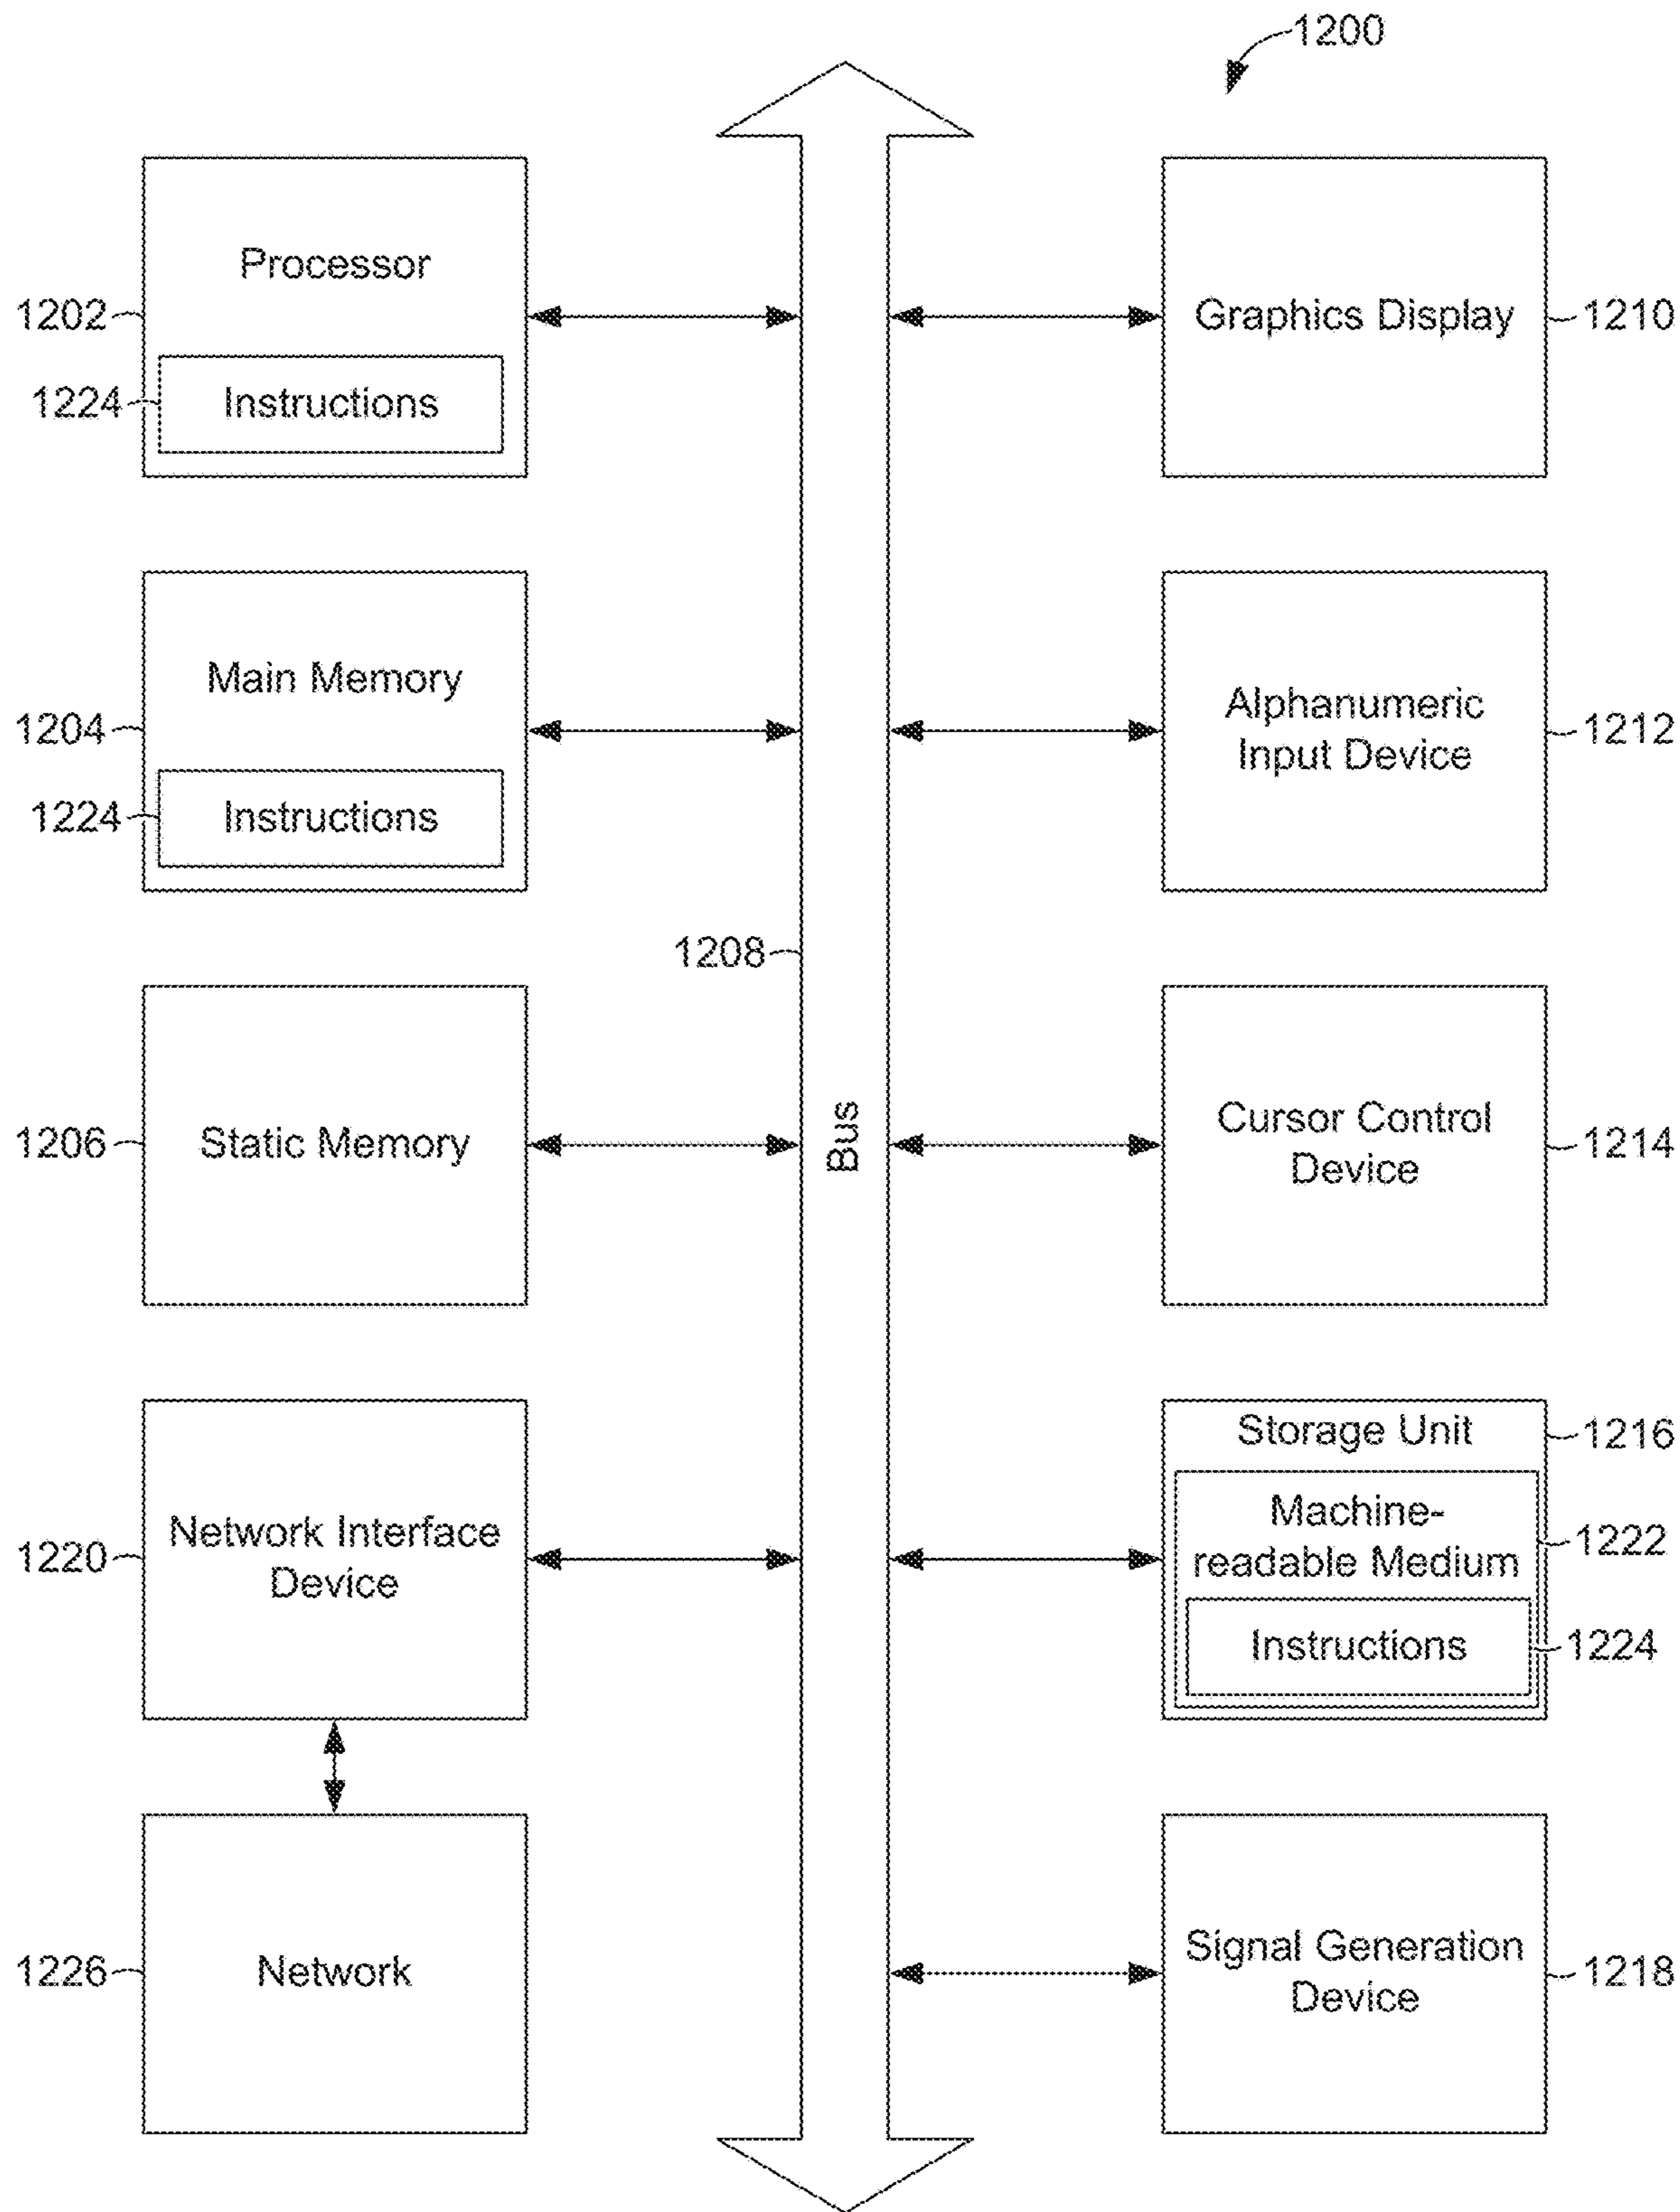 1200
Processor
1202
1224
Instructions
Graphics Display
1210
Main Memory
1204
1224
Instructions
Alphanumeric
Input Device
1212
1208
Bus
Static Memory
1206
Cursor Control
Device
1214
Network Interface
Device
1220
Storage Unit
1216
Machine-
readable Medium
1222
Instructions
1224
Network
1226
Signal Generation
Device
1218